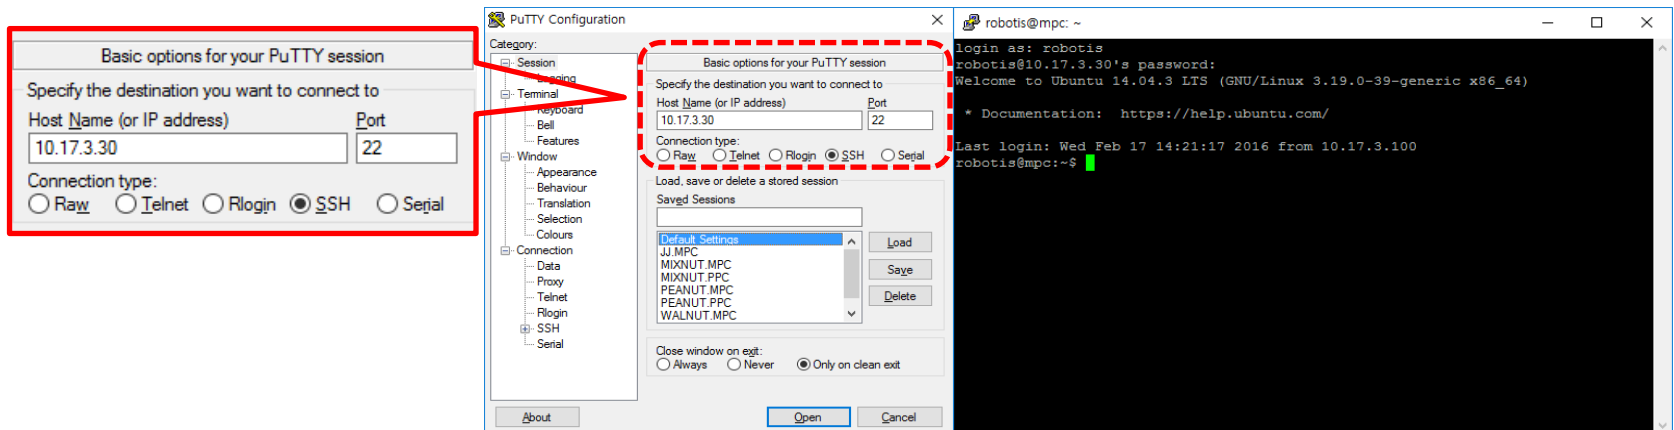 Basic options for your PuTTY session
Specify the destination you want to connect to
Host Name (or IP address) Port
10.17.3.30 22
Connection type:
Raw Telnet Rlogin SSH Serial
PuTTY Configuration
Category:
Session
Logging
Terminal
Keyboard
Bell
Features
Window
Appearance
Behaviour
Translation
Selection
Colours
Connection
Data
Proxy
Telnet
Rlogin
SSH
Serial
Basic options for your PuTTY session
Specify the destination you want to connect to
Host Name (or IP address) Port
10.17.3.30 22
Connection type:
Raw Telnet Rlogin SSH Serial
Load, save or delete a stored session
Saved Sessions
Default Settings
JJ.MPC
MIXNUT.MPC
MIXNUT.PPC
PEANUT.MPC
PEANUT.PPC
WALNUT.MPC
Load
Save
Delete
Close window on exit:
Always Never Only on clean exit
About Open Cancel
robotis@mpc: ~
login as: robotis
robotis@10.17.3.30's password:
Welcome to Ubuntu 14.04.3 LTS (GNU/Linux 3.19.0-39-generic x86_64)
* Documentation: https://help.ubuntu.com/
Last login: Wed Feb 17 14:21:17 2016 from 10.17.3.100
robotis@mpc:~$